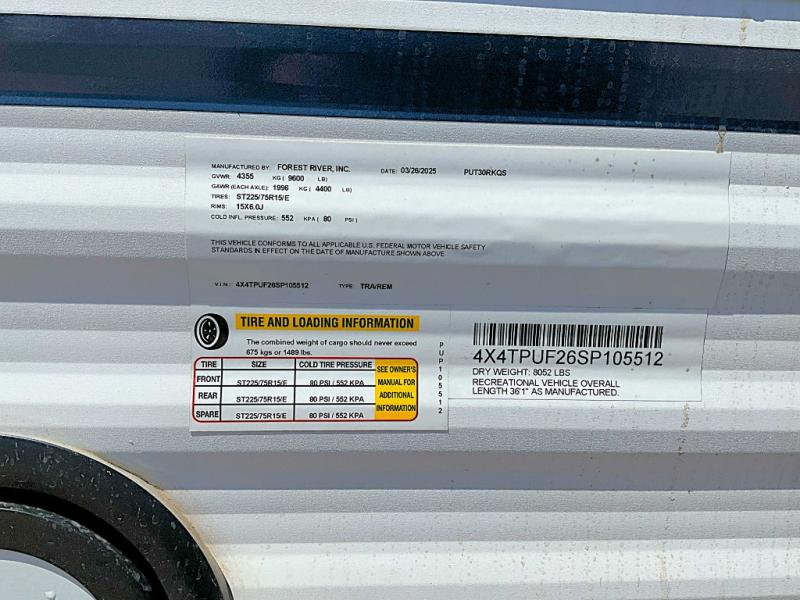 MANUFACTURED BY: FOREST RIVER, INC. DATE: 03/26/2025 PUT30RKQS
GVWR: 4355 KG ( 9600 LB)
GAWR (EACH AXLE): 1996 KG ( 4400 LB)
TIRES: ST225/75R15/E
RIMS: 15X6.0J
COLD INFL. PRESSURE: 552 KPA ( 80 PSI )
THIS VEHICLE CONFORMS TO ALL APPLICABLE U.S. FEDERAL MOTOR VEHICLE SAFETY
STANDARDS IN EFFECT ON THE DATE OF MANUFACTURE SHOWN ABOVE.
V.I.N.: 4X4TPUF26SP105512 TYPE: TRA/REM
TIRE AND LOADING INFORMATION
The combined weight of cargo should never exceed
675 kgs or 1489 lbs.
TIRE SIZE COLD TIRE PRESSURE SEE OWNER'S
FRONT ST225/75R15/E 80 PSI / 552 KPA MANUAL FOR
REAR ST225/75R15/E 80 PSI / 552 KPA ADDITIONAL
SPARE ST225/75R15/E 80 PSI / 552 KPA INFORMATION
PUP105512
4X4TPUF26SP105512
DRY WEIGHT: 8052 LBS
RECREATIONAL VEHICLE OVERALL
LENGTH 36'1" AS MANUFACTURED.